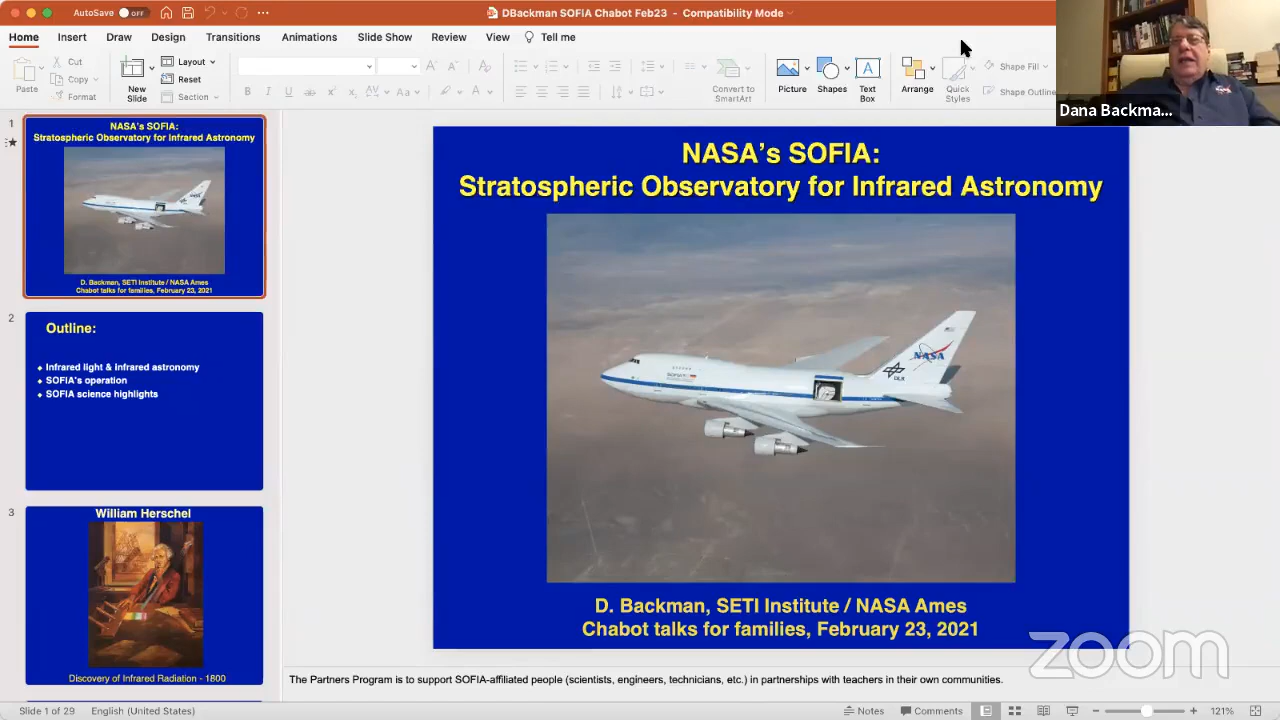 AutoSave OFF
DBackman SOFiA Chabot Feb23 - Compatibility Mode
Home Insert Draw Design Transitions Animations Slide Show Review View Tell me
Paste
Cut
Copy
Format
New Slide
Layout
Reset
Section
Convert to SmartArt
Picture
Shapes
Text Box
Arrange
Quick Styles
Shape Fill
Shape Outline
Dana Backma...
1
NASA's SOFIA:
Stratospheric Observatory for Infrared Astronomy
D. Backman, SETI Institute / NASA Ames
Chabot talks for families, February 23, 2021
2
Outline:
Infrared light & infrared astronomy
SOFIA's operation
SOFIA science highlights
3
William Herschel
Discovery of Infrared Radiation - 1800
NASA's SOFIA:
Stratospheric Observatory for Infrared Astronomy
NASA
DLR
SOFIA
D. Backman, SETI Institute / NASA Ames
Chabot talks for families, February 23, 2021
zoom
The Partners Program is to support SOFIA-affiliated people (scientists, engineers, technicians, etc.) in partnerships with teachers in their own communities.
Slide 1 of 29 English (United States) Notes Comments 121%